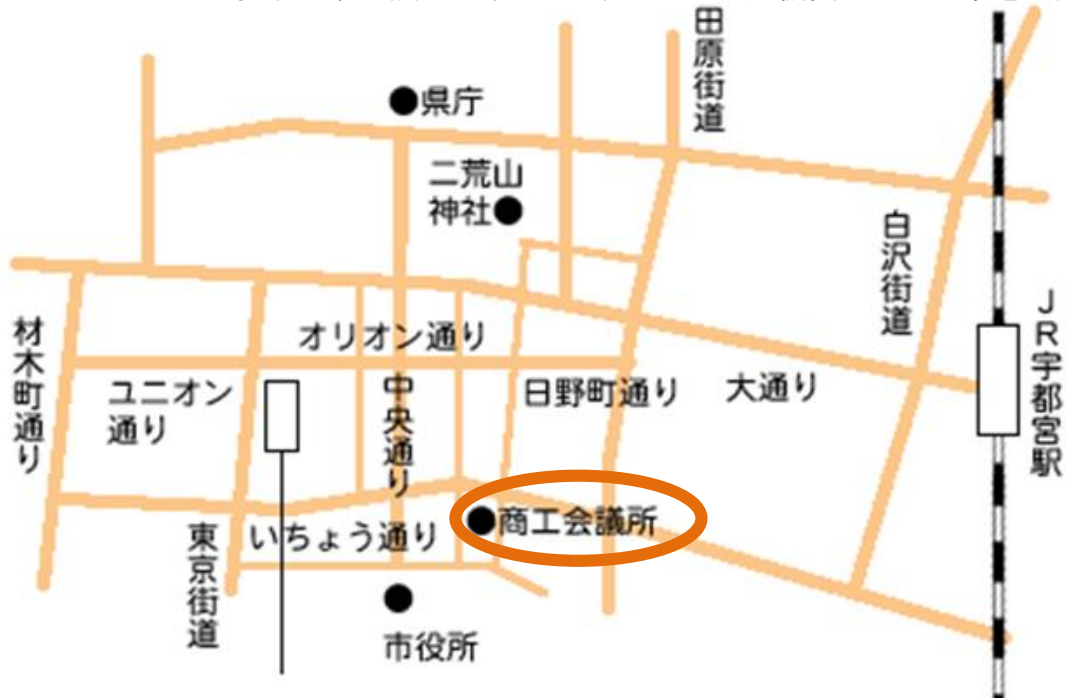 田原街道
県庁
二荒山
神社
白沢街道
JR宇都宮駅
オリオン通り
材木町通り
ユニオン
通り
中央通り
日野町通り
大通り
商工会議所
いちょう通り
東京街道
市役所